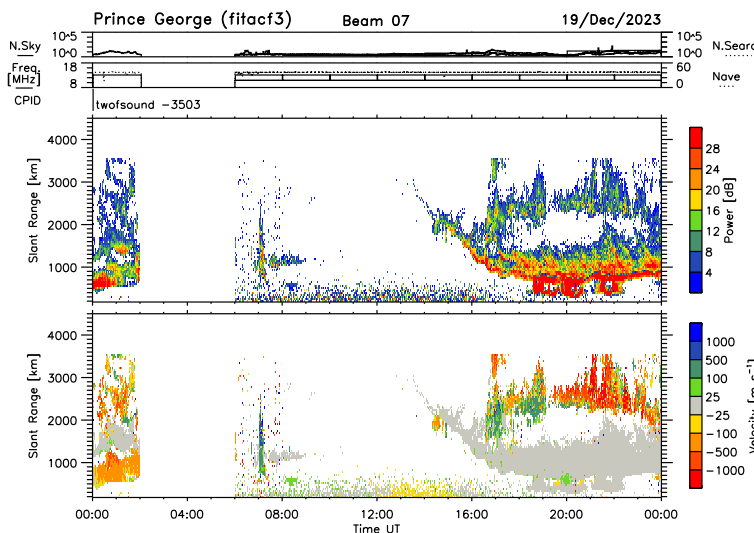 Prince George (fitacf3) Beam 07 19/Dec/2023
N.Sky 10^5 10^0 10^5 10^0 N.Sear
Freq. [MHz] 18 8 60 0 Nave
CPID twofsound -3503
Slant Range [km] 4000 3000 2000 1000
Power [dB] 28 24 20 16 12 8 4
Slant Range [km] 4000 3000 2000 1000
Velocity [m s^-1] 1000 500 100 25 -25 -100 -500 -1000
00:00 04:00 08:00 12:00 16:00 20:00 00:00
Time UT